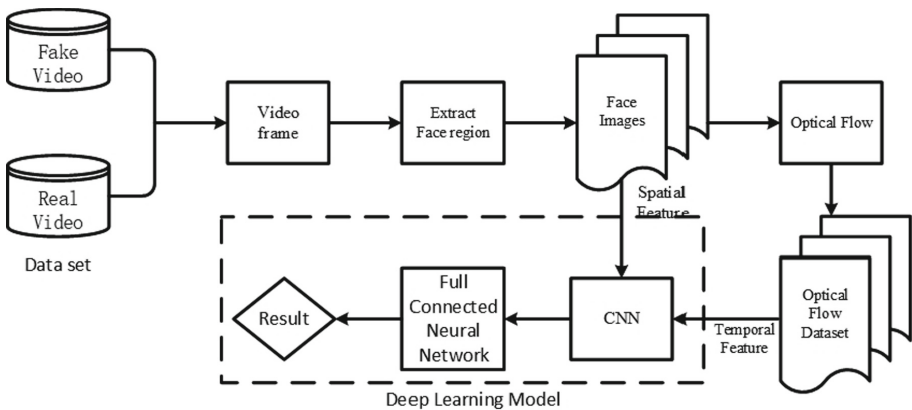 Fake
Video
Real
Video
Data set
Video
frame
Extract
Face region
Face
Images
Optical Flow
Spatial
Feature
Optical
Flow
Dataset
Temporal
Feature
CNN
Full
Connected
Neural
Network
Result
Deep Learning Model